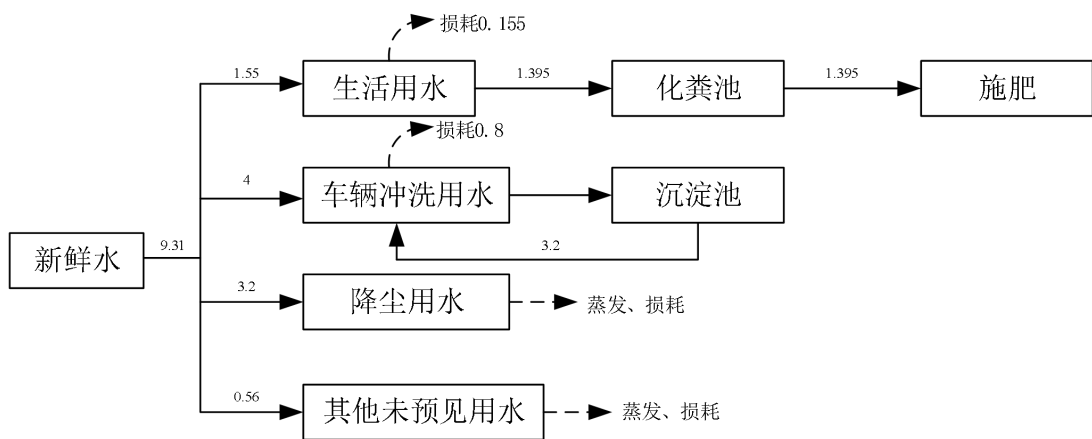 损耗0.155
1.55
生活用水
1.395
化粪池
1.395
施肥
损耗0.8
4
车辆冲洗用水
沉淀池
3.2
新鲜水
9.31
3.2
降尘用水
蒸发、损耗
0.56
其他未预见用水
蒸发、损耗